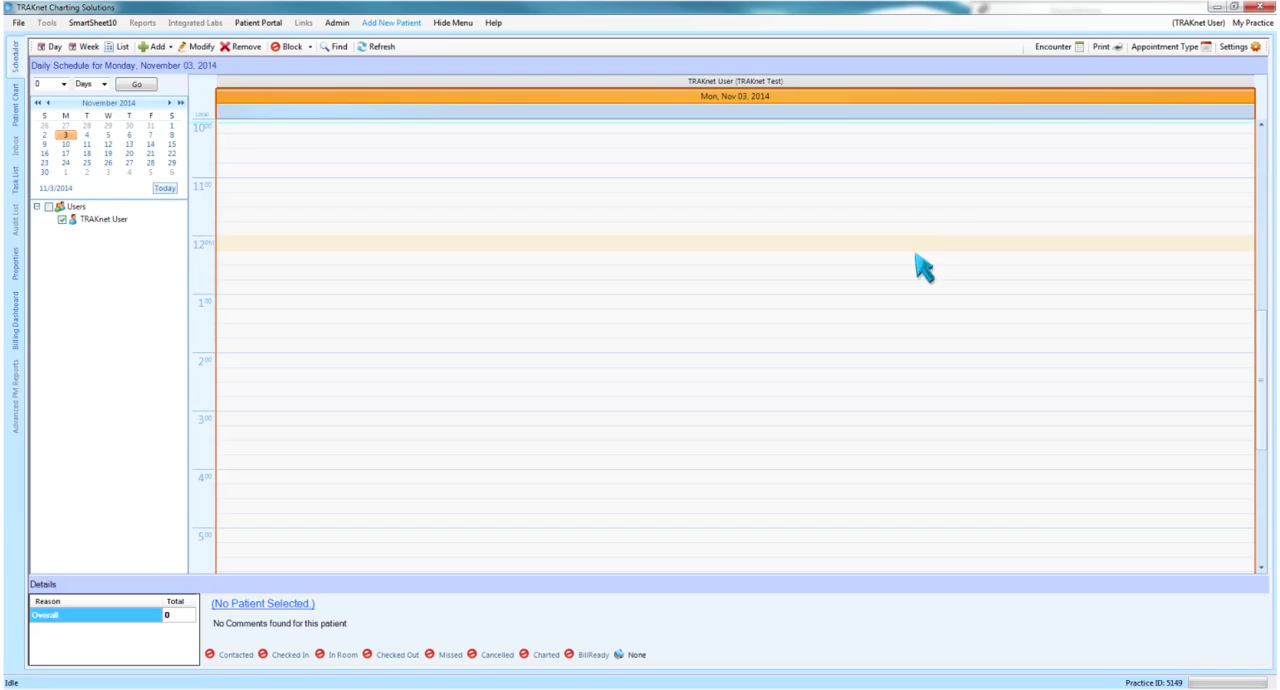 TRAKnet Charting Solutions
File Tools SmartSheet10 Reports Integrated Labs Patient Portal Links Admin Add New Patient Hide Menu Help (TRAKnet User) My Practice
Day Week List Add Modify Remove Block Find Refresh Encounter Print Appointment Type Settings
Daily Schedule for Monday, November 03, 2014
Scheduler
Patient Chart
Inbox
Task List
Audit List
Properties
Billing Dashboard
Advanced PM Reports
0 Days Go
November 2014
S M T W T F S
26 27 28 29 30 31 1
2 3 4 5 6 7 8
9 10 11 12 13 14 15
16 17 18 19 20 21 22
23 24 25 26 27 28 29
30 1 2 3 4 5 6
11/3/2014 Today
Users
TRAKnet User
TRAKnet User (TRAKnet Test)
Mon, Nov 03, 2014
Local
10 00
11 00
12 PM
1 00
2 00
3 00
4 00
5 00
Details
Reason Total
Overall 0
(No Patient Selected.)
No Comments found for this patient
Contacted Checked In In Room Checked Out Missed Cancelled Charted BillReady None
Idle Practice ID: 5149